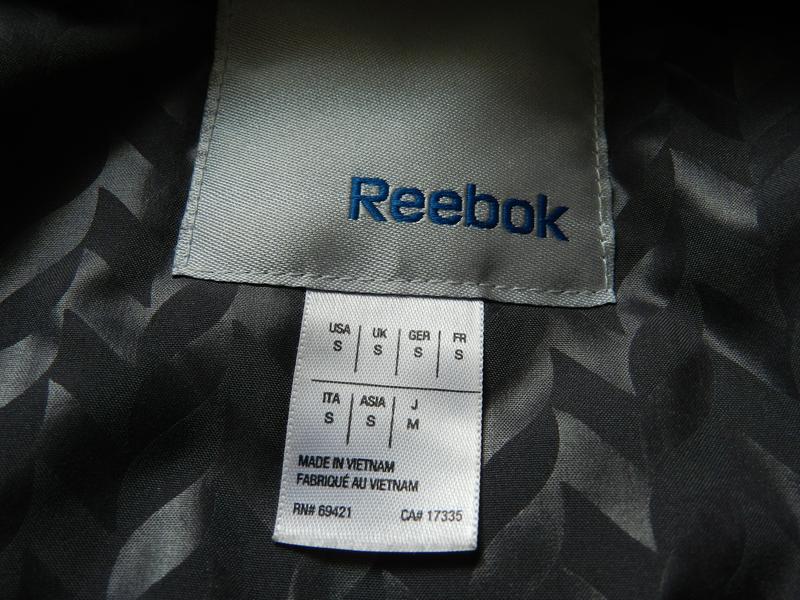 Reebok
USA UK GER FR
S S S S
ITA ASIA J
S S M
MADE IN VIETNAM
FABRIQUÉ AU VIETNAM
RN# 69421 CA# 17335